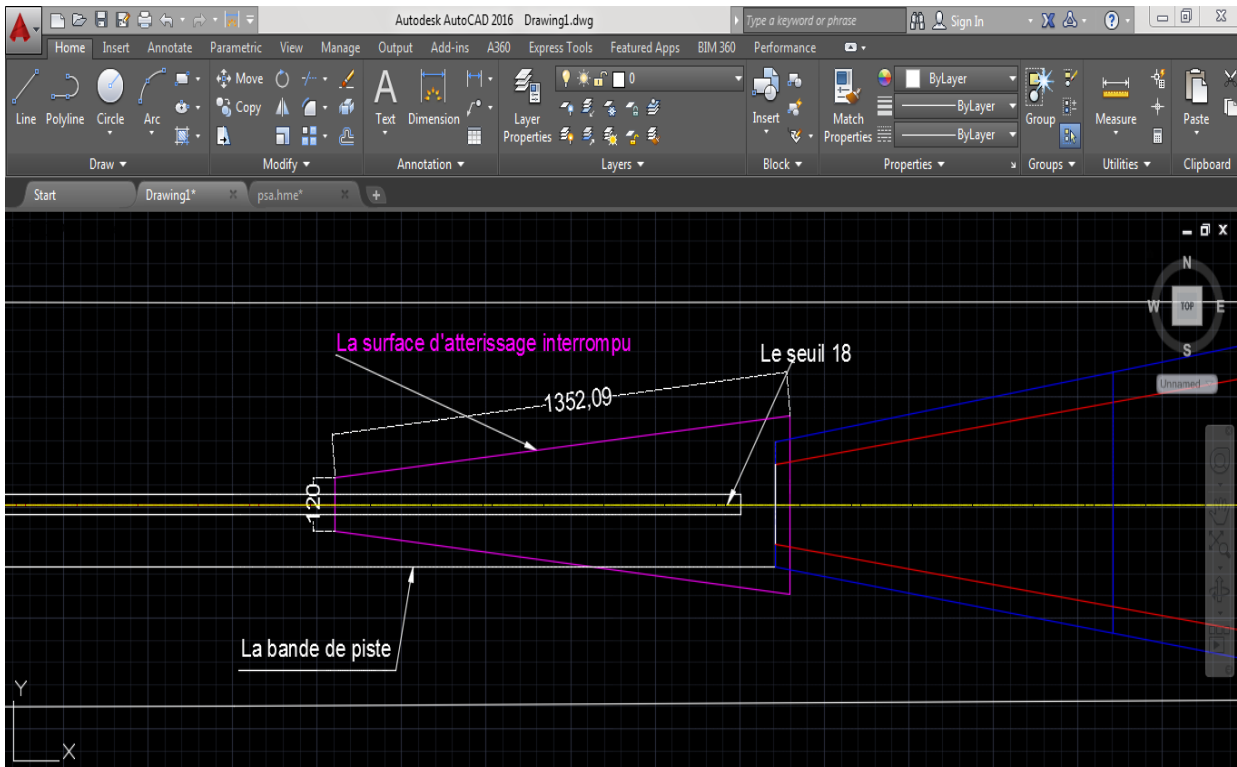 Autodesk AutoCAD 2016 Drawing1.dwg
Type a keyword or phrase
Sign In
Home Insert Annotate Parametric View Manage Output Add-ins A360 Express Tools Featured Apps BIM 360 Performance
0
ByLayer
ByLayer
ByLayer
Line Polyline Circle Arc
Move
Copy
Text Dimension
Layer
Properties
Insert
Match
Properties
Group
Measure
Paste
Draw Modify Annotation Layers Block Properties Groups Utilities Clipboard
Start Drawing1* psa.hme*
N
W TOP E
S
Unnamed
La surface d'atterissage interrompu
Le seuil 18
1352,09
120
La bande de piste
Y
X